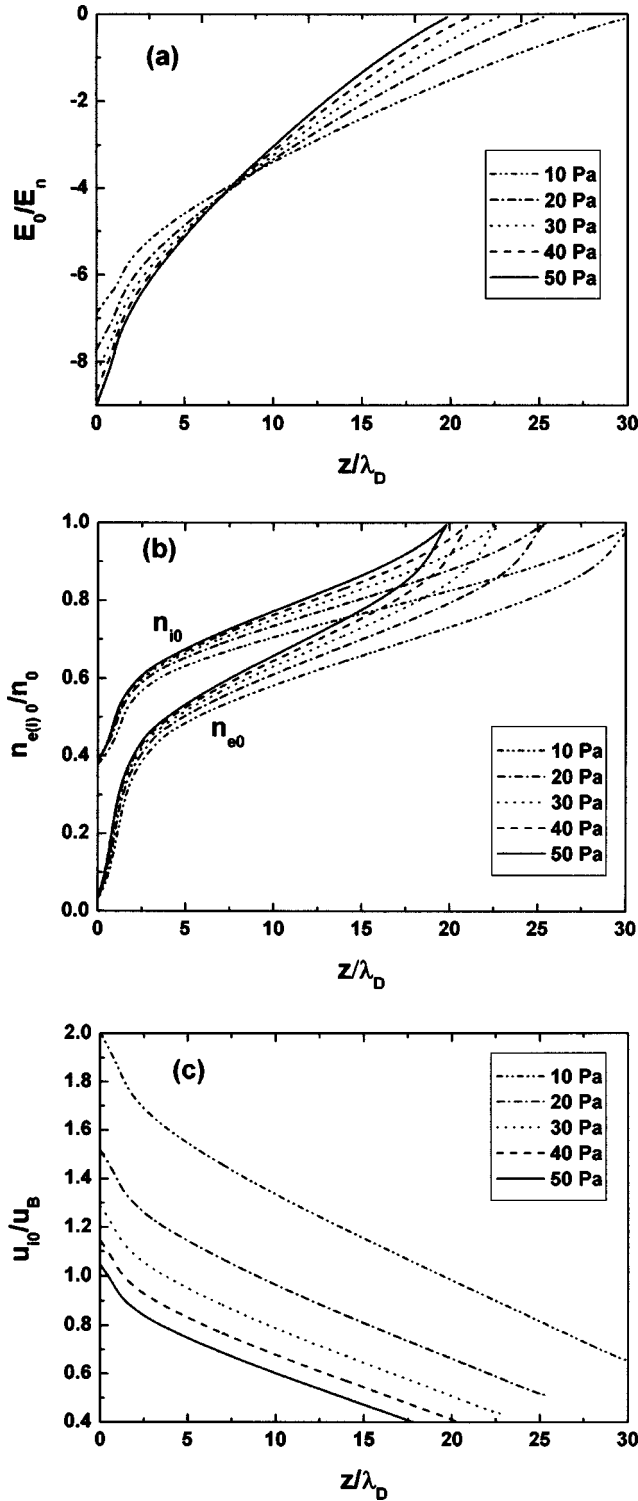 (a)
E0/En
0
-2
-4
-6
-8
10 Pa
20 Pa
30 Pa
40 Pa
50 Pa
0 5 10 15 20 25 30
z/λD
(b)
ni0
ne0
ne(i)0/n0
1.0
0.8
0.6
0.4
0.2
0.0
10 Pa
20 Pa
30 Pa
40 Pa
50 Pa
0 5 10 15 20 25 30
z/λD
(c)
ui0/uB
2.0
1.8
1.6
1.4
1.2
1.0
0.8
0.6
0.4
10 Pa
20 Pa
30 Pa
40 Pa
50 Pa
0 5 10 15 20 25 30
z/λD